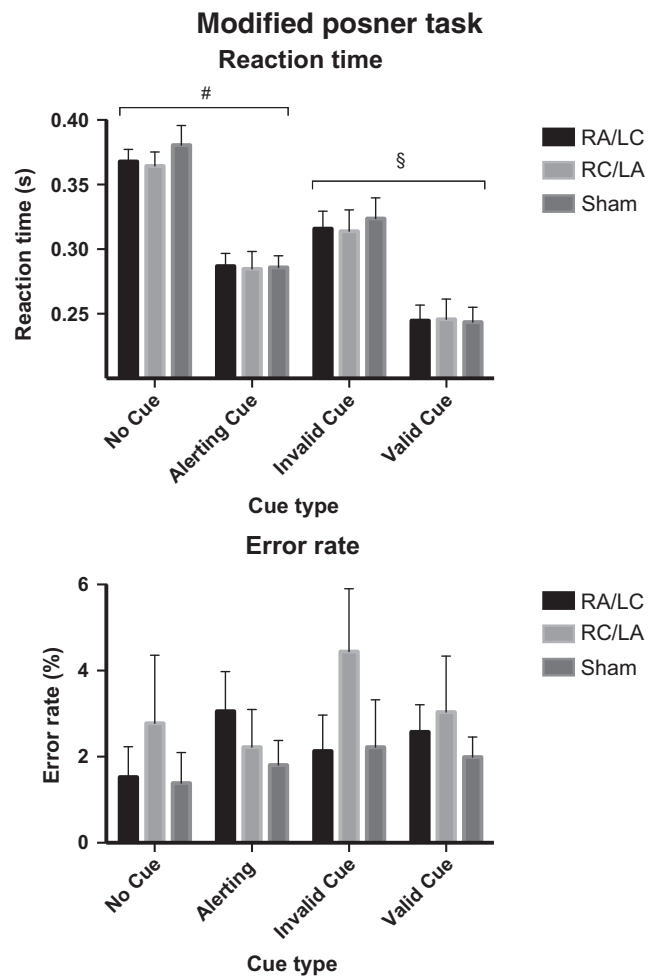 Modified posner task
Reaction time
#
§
0.40
0.35
0.30
0.25
Reaction time (s)
No Cue
Alerting Cue
Invalid Cue
Valid Cue
Cue type
RA/LC
RC/LA
Sham
Error rate
6
4
2
0
Error rate (%)
No Cue
Alerting
Invalid Cue
Valid Cue
Cue type
RA/LC
RC/LA
Sham